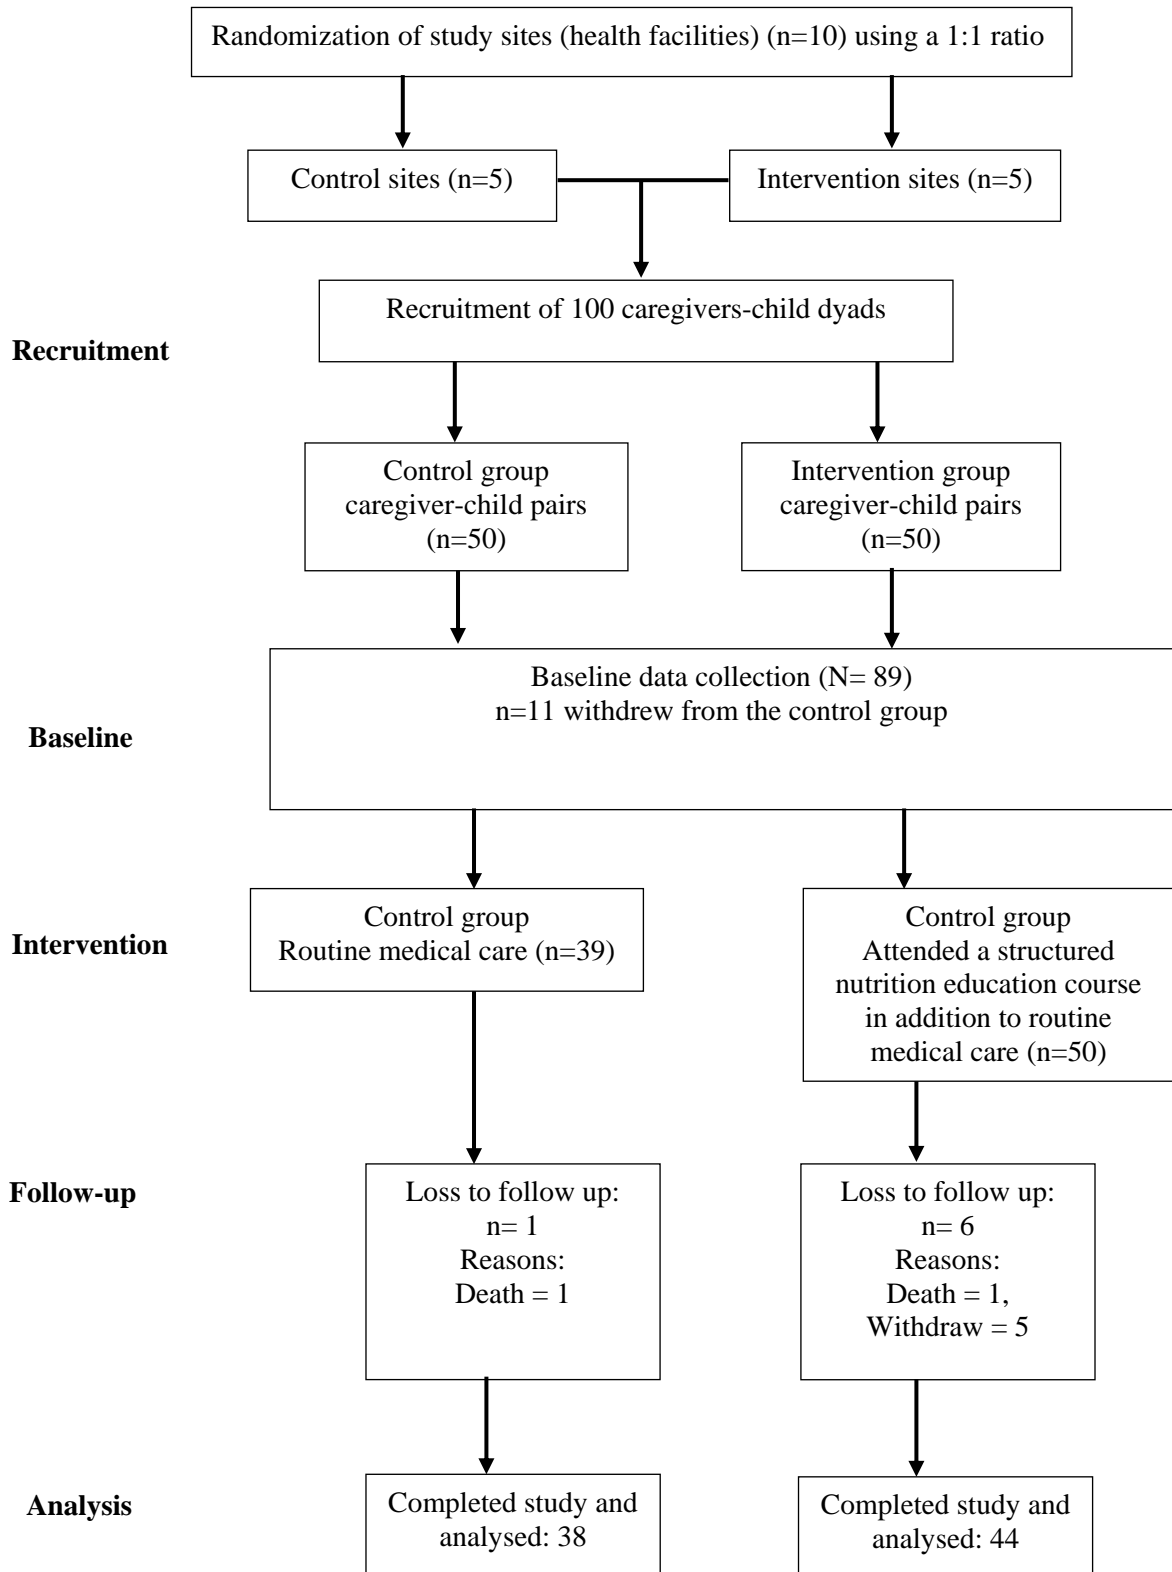 Randomization of study sites (health facilities) (n=10) using a 1:1 ratio
Control sites (n=5)
Intervention sites (n=5)
Recruitment of 100 caregivers-child dyads
Recruitment
Control group
caregiver-child pairs
(n=50)
Intervention group
caregiver-child pairs
(n=50)
Baseline data collection (N= 89)
n=11 withdrew from the control group
Baseline
Control group
Routine medical care (n=39)
Control group
Attended a structured
nutrition education course
in addition to routine
medical care (n=50)
Intervention
Follow-up
Loss to follow up:
n= 1
Reasons:
Death = 1
Loss to follow up:
n= 6
Reasons:
Death = 1,
Withdraw = 5
Analysis
Completed study and
analysed: 38
Completed study and
analysed: 44